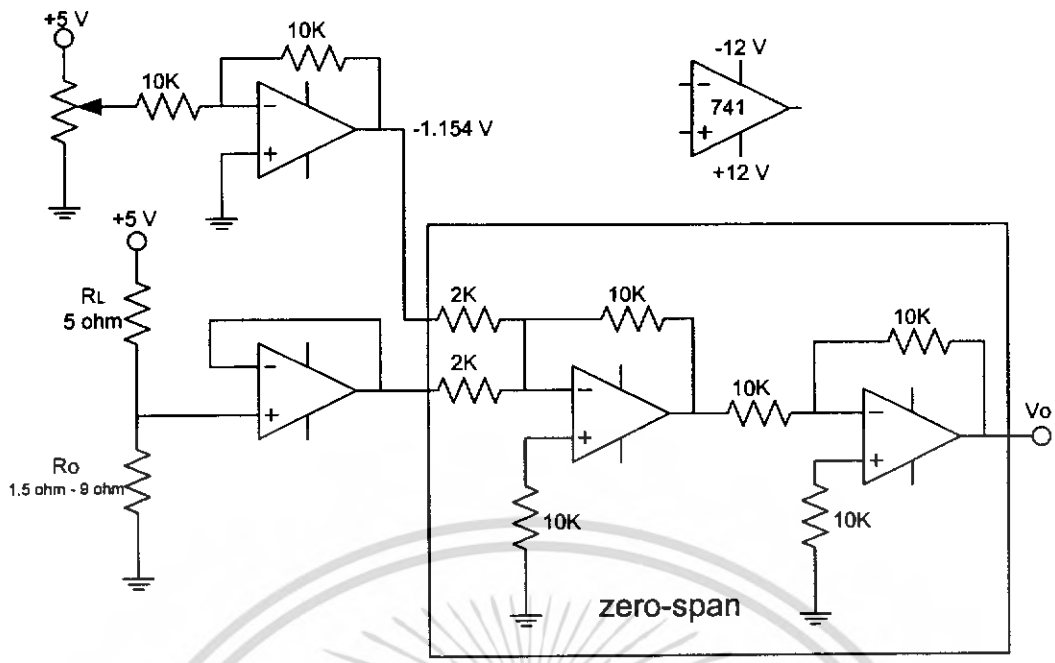 +5 V
10K
10K
-1.154 V
-12 V
741
+12 V
+5 V
RL
5 ohm
2K
10K
2K
10K
10K
Vo
Ro
1.5 ohm - 9 ohm
10K
10K
zero-span